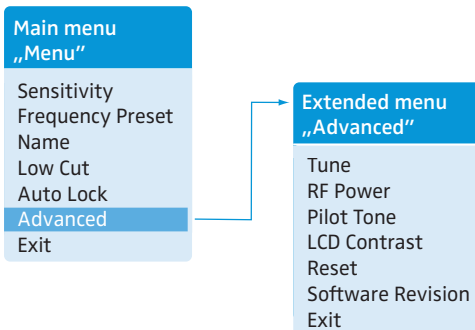 Main menu
„Menu”
Sensitivity
Frequency Preset
Name
Low Cut
Auto Lock
Advanced
Exit
Extended menu
„Advanced”
Tune
RF Power
Pilot Tone
LCD Contrast
Reset
Software Revision
Exit